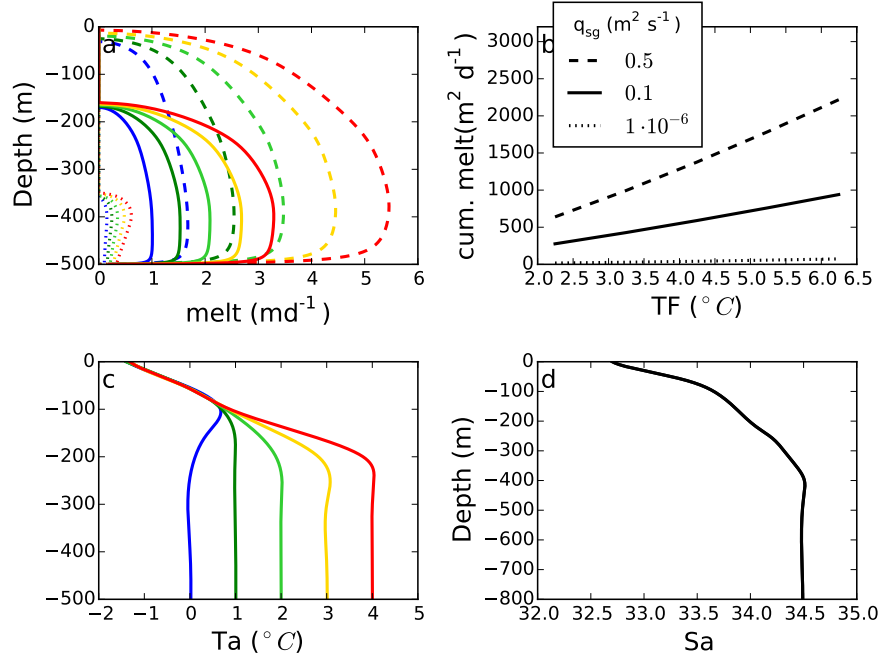 a
0
−100
−200
−300
−400
−500
0 1 2 3 4 5 6
Depth (m)
melt (md⁻¹)
b
q_sg (m² s⁻¹)
0.5
0.1
1·10⁻⁶
3000
2500
2000
1500
1000
500
0
2.0 2.5 3.0 3.5 4.0 4.5 5.0 5.5 6.0 6.5
cum. melt(m² d⁻¹)
TF (°C)
c
0
−100
−200
−300
−400
−500
−2 −1 0 1 2 3 4 5
Ta (°C)
d
0
−100
−200
−300
−400
−500
−600
−700
−800
32.0 32.5 33.0 33.5 34.0 34.5 35.0
Depth (m)
Sa